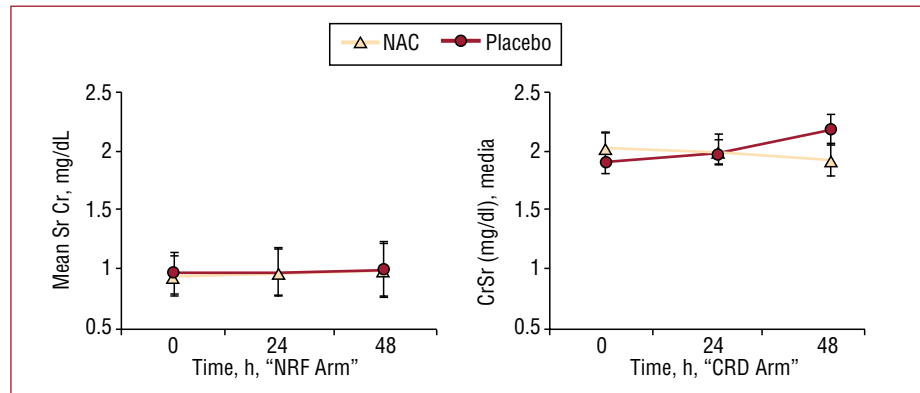 NAC Placebo
Mean Sr Cr, mg/dL
2.5
2
1.5
1
0.5
0 24 48
Time, h, “NRF Arm”
CrSr (mg/dl), media
2.5
2
1.5
1
0.5
0 24 48
Time, h, “CRD Arm”